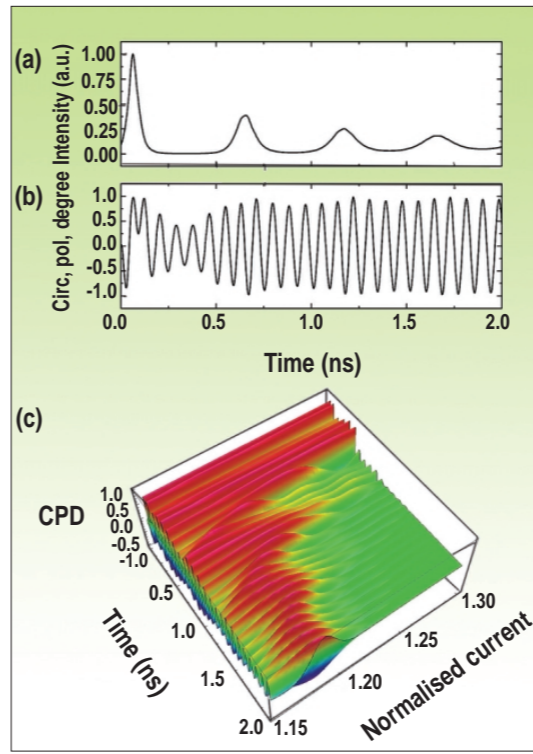 (a)
Intensity (a.u.)
1.00
0.75
0.50
0.25
0.00
(b)
Circ, pol, degree
1.0
0.5
0.0
-0.5
-1.0
0.0 0.5 1.0 1.5 2.0
Time (ns)
(c)
CPD
1.0
0.5
0.0
-0.5
-1.0
0.5
1.0
1.5
2.0
Time (ns)
1.15
1.20
1.25
1.30
Normalised current